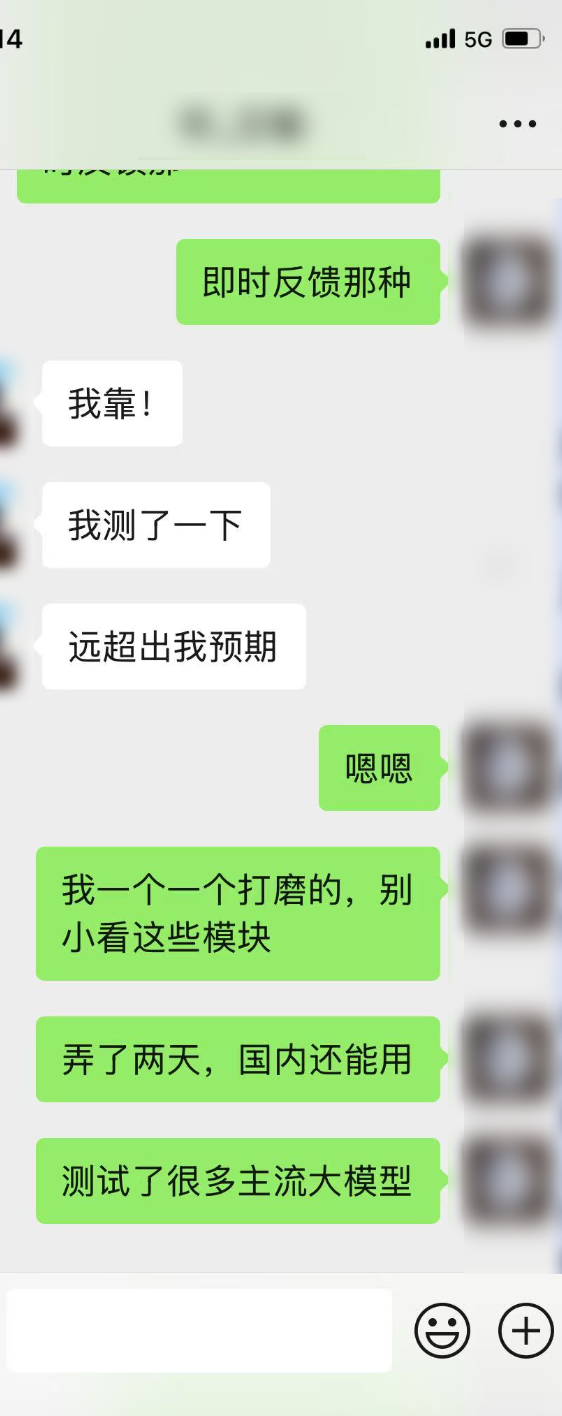 14
5G
即时反馈那种
我靠！
我测了一下
远超出我预期
嗯嗯
我一个一个打磨的，别
小看这些模块
弄了两天，国内还能用
测试了很多主流大模型